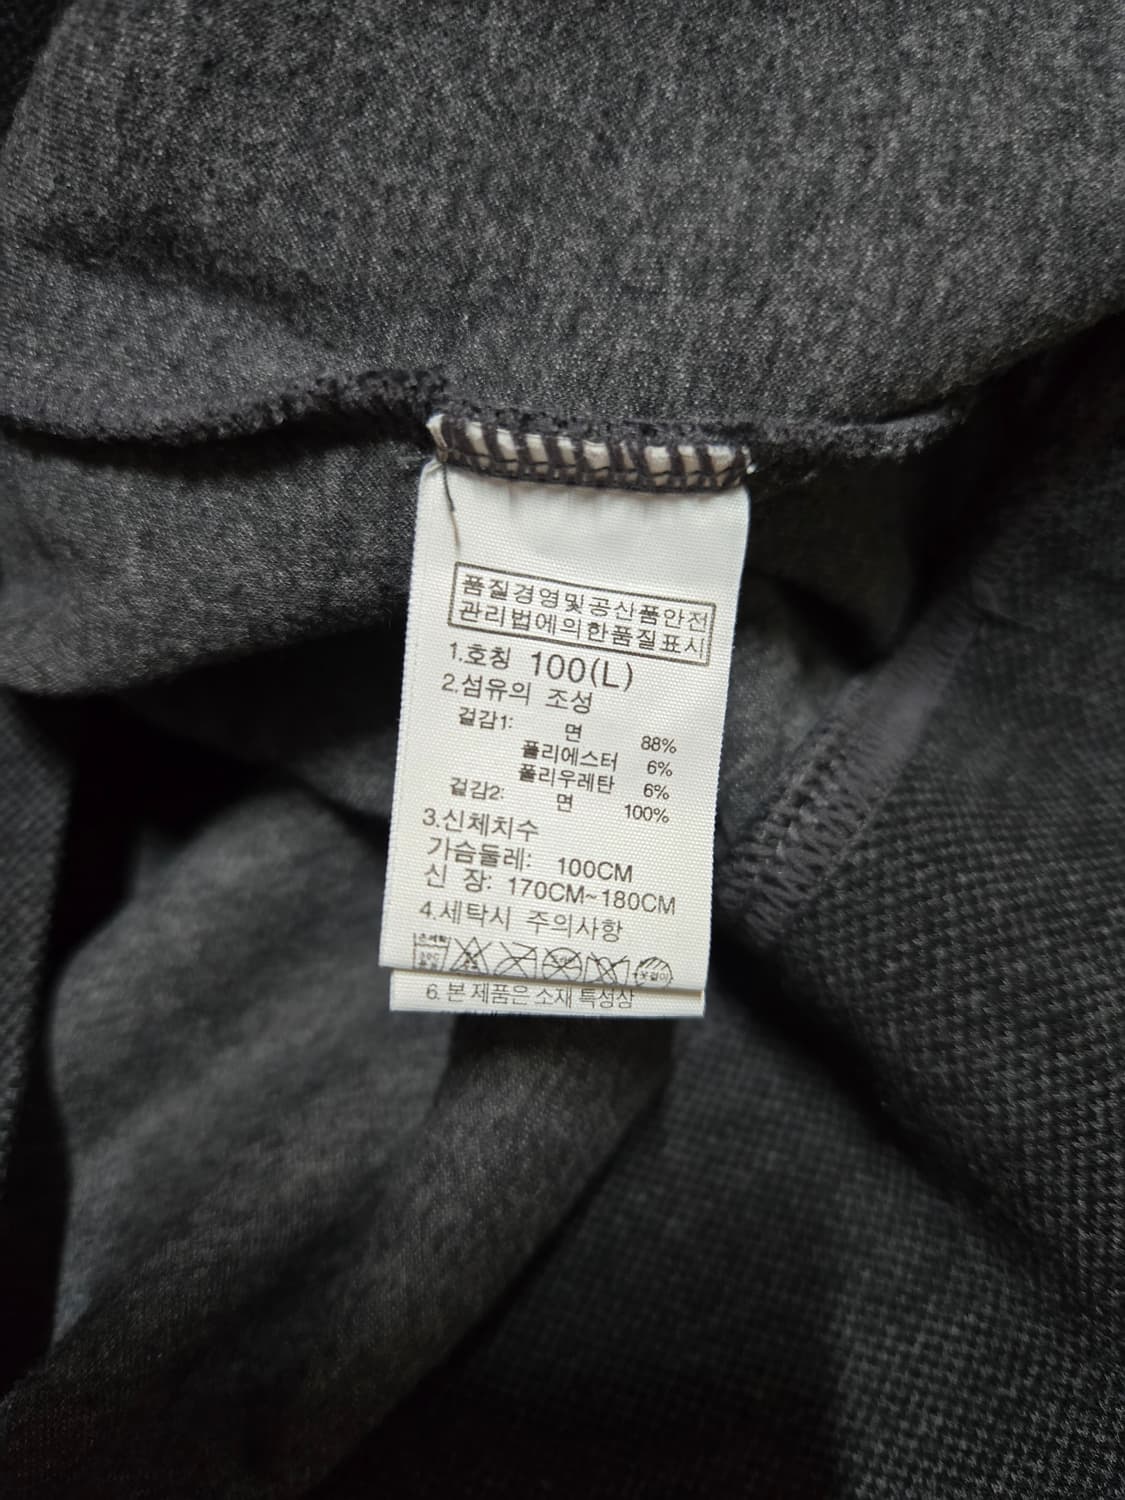 품질경영및공산품안전
관리법에의한품질표시
1.호칭 100(L)
2.섬유의 조성
겉감1: 면 88%
폴리에스터 6%
폴리우레탄 6%
겉감2: 면 100%
3.신체치수
가슴둘레: 100CM
신 장: 170CM~180CM
4.세탁시 주의사항
손세탁
6.본 제품은 소재 특성상